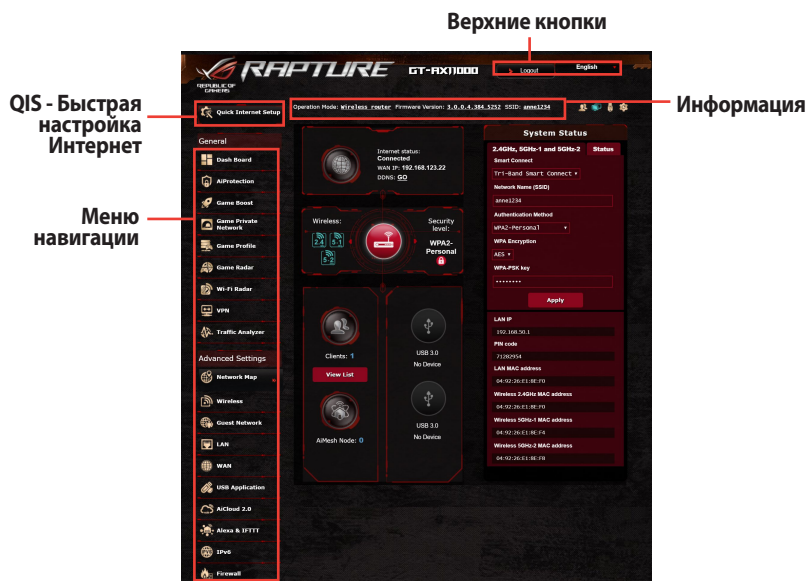 Верхние кнопки
REPUBLIC OF
GAMERS
RAPTURE
GT-AX11000
Logout
English
QIS - Быстрая
настройка
Интернет
Quick Internet Setup
Operation Mode: Wireless router Firmware Version: 3.0.0.4.384_5252 SSID: anne1234
Информация
General
Dash Board
AiProtection
Game Boost
Game Private
Network
Game Profile
Game Radar
Wi-Fi Radar
VPN
Traffic Analyzer
Меню
навигации
Advanced Settings
Network Map
Wireless
Guest Network
LAN
WAN
USB Application
AiCloud 2.0
Alexa & IFTTT
IPv6
Firewall
Internet status:
Connected
WAN IP: 192.168.123.22
DDNS: GO
Wireless:
2.4
5-1
5-2
Security
level:
WPA2-
Personal
Clients: 1
View List
AiMesh Node: 0
USB 3.0
No Device
USB 3.0
No Device
System Status
2.4GHz, 5GHz-1 and 5GHz-2
Status
Smart Connect
Tri-Band Smart Connect
Network Name (SSID)
anne1234
Authentication Method
WPA2-Personal
WPA Encryption
AES
WPA-PSK key
••••••••
Apply
LAN IP
192.168.50.1
PIN code
71282954
LAN MAC address
04:92:26:E1:8E:F0
Wireless 2.4GHz MAC address
04:92:26:E1:8E:F0
Wireless 5GHz-1 MAC address
04:92:26:E1:8E:F4
Wireless 5GHz-2 MAC address
04:92:26:E1:8E:F8